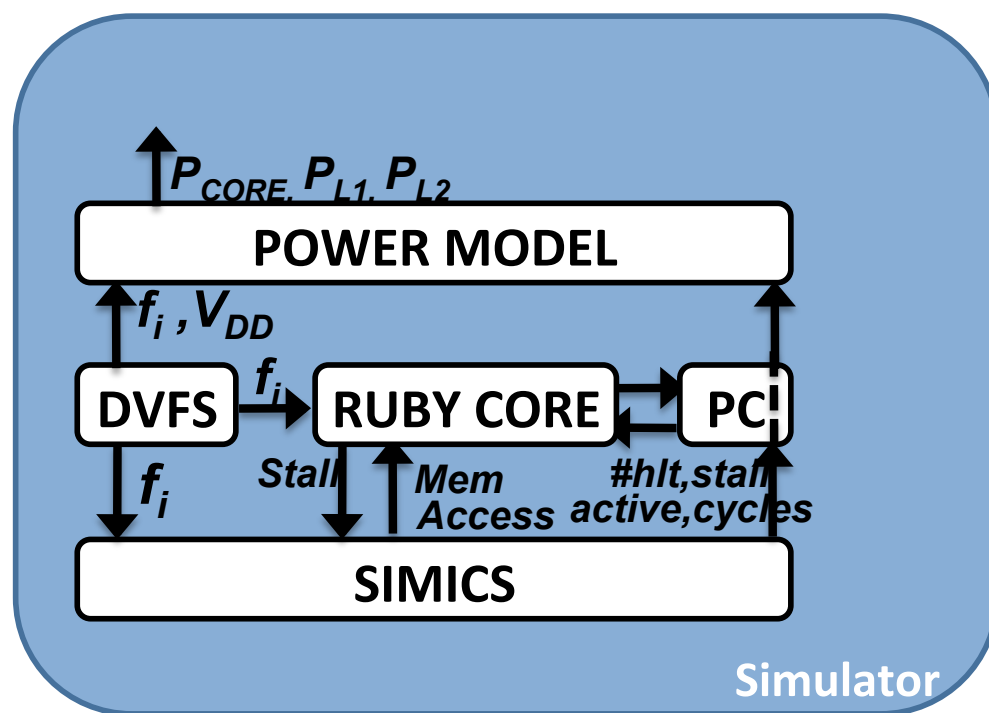 P_CORE, P_L1, P_L2
POWER MODEL
f_i ,V_DD
f_i
DVFS
RUBY CORE
PC
Stall
Mem
Access
#hlt,stall
active,cycles
f_i
SIMICS
Simulator